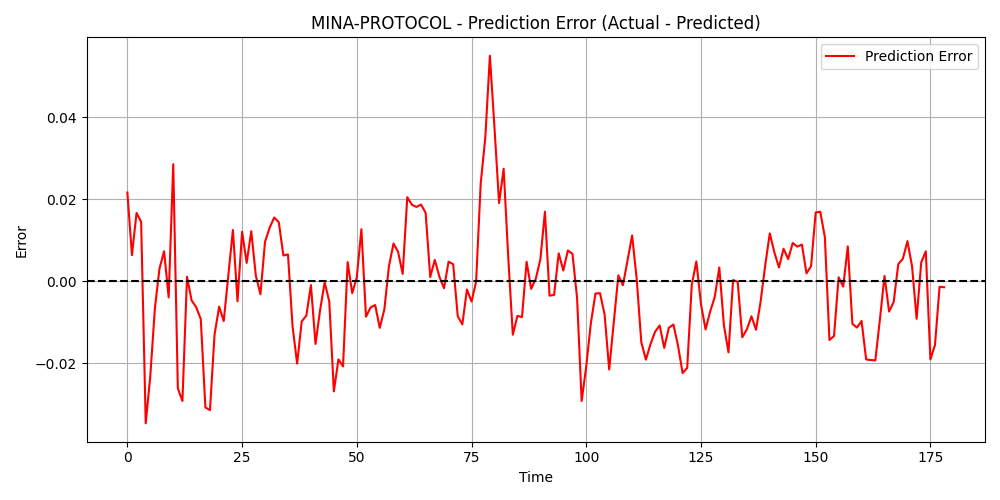 MINA-PROTOCOL - Prediction Error (Actual - Predicted)
Prediction Error
Error
0.04
0.02
0.00
−0.02
0 25 50 75 100 125 150 175
Time